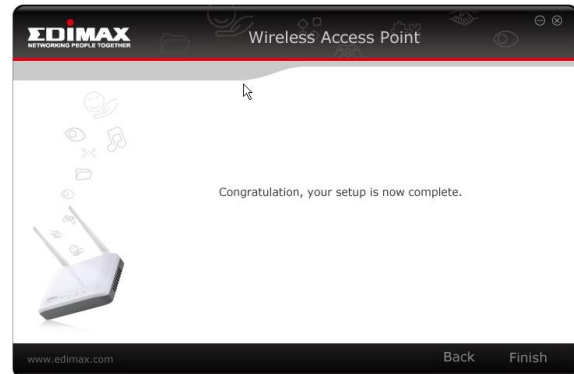 EDIMAX
NETWORKING PEOPLE TOGETHER
Wireless Access Point
Congratulation, your setup is now complete.
www.edimax.com
Back
Finish